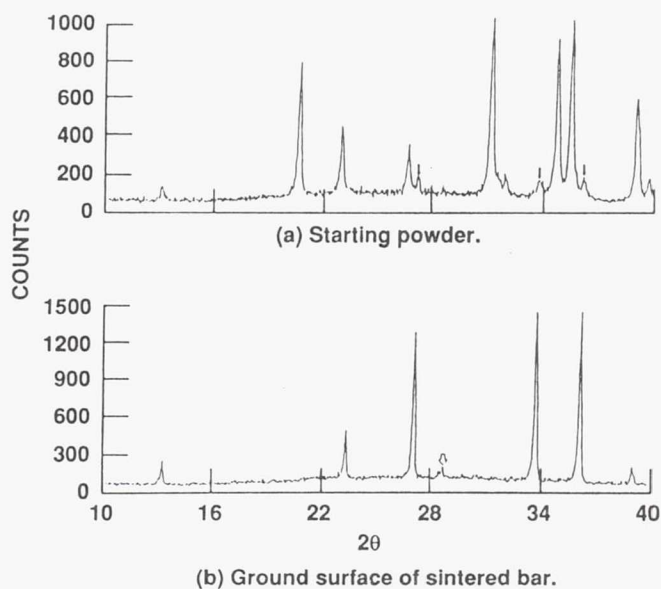 COUNTS
1000
800
600
400
200
0
(a) Starting powder.
1500
1200
900
600
300
0
10 16 22 28 34 40
2θ
(b) Ground surface of sintered bar.